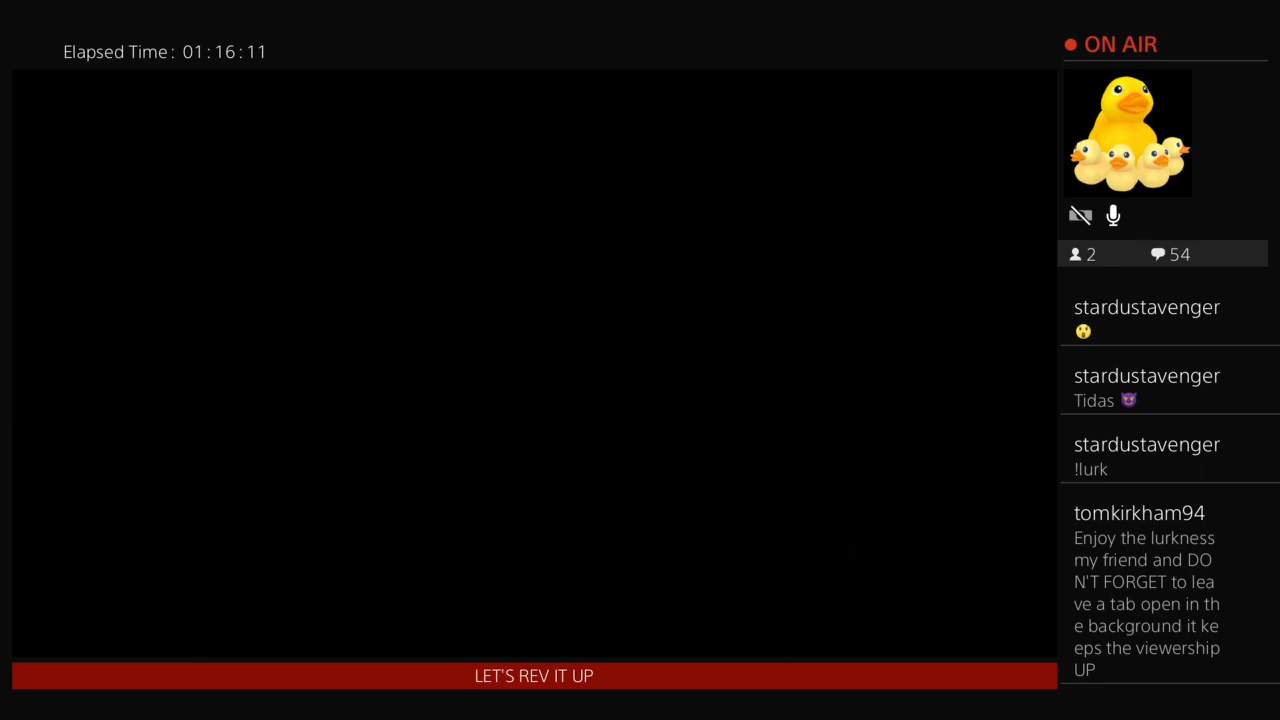 Elapsed Time: 01:16:11
ON AIR
2 54
stardustavenger
stardustavenger
Tidas
stardustavenger
!lurk
tomkirkham94
Enjoy the lurkness
my friend and DO
N'T FORGET to lea
ve a tab open in th
e background it ke
eps the viewership
UP
LET'S REV IT UP